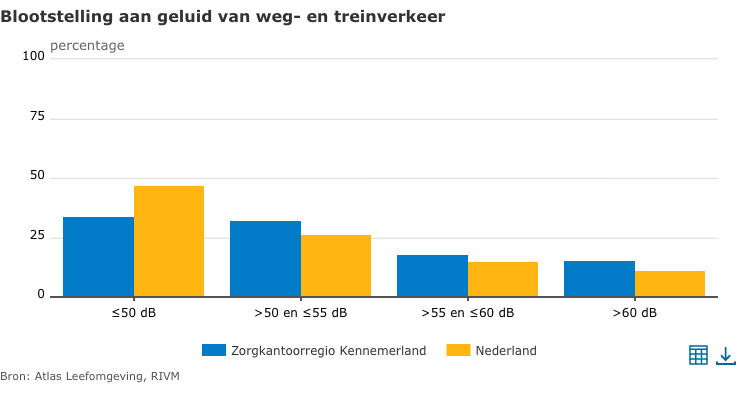 Blootstelling aan geluid van weg- en treinverkeer
percentage
100
75
50
25
0
≤50 dB >50 en ≤55 dB >55 en ≤60 dB >60 dB
Zorgkantoorregio Kennemerland Nederland
Bron: Atlas Leefomgeving, RIVM